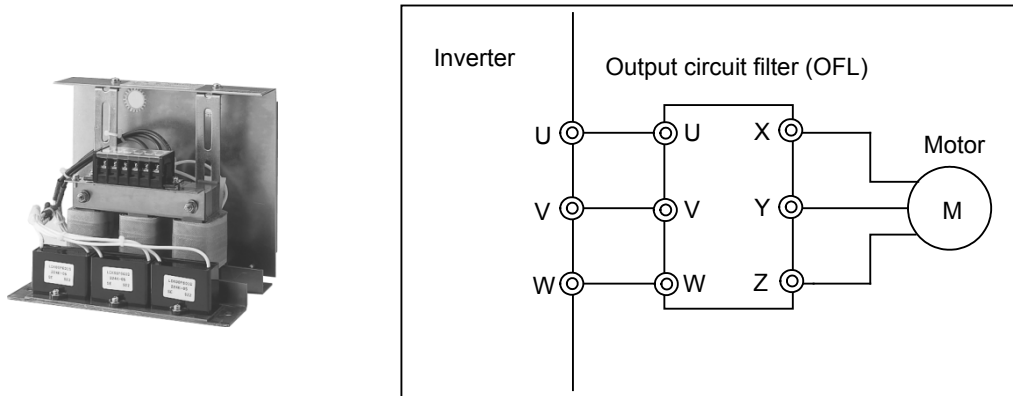 Inverter
Output circuit filter (OFL)
U U X
Motor
V V Y M
W W Z